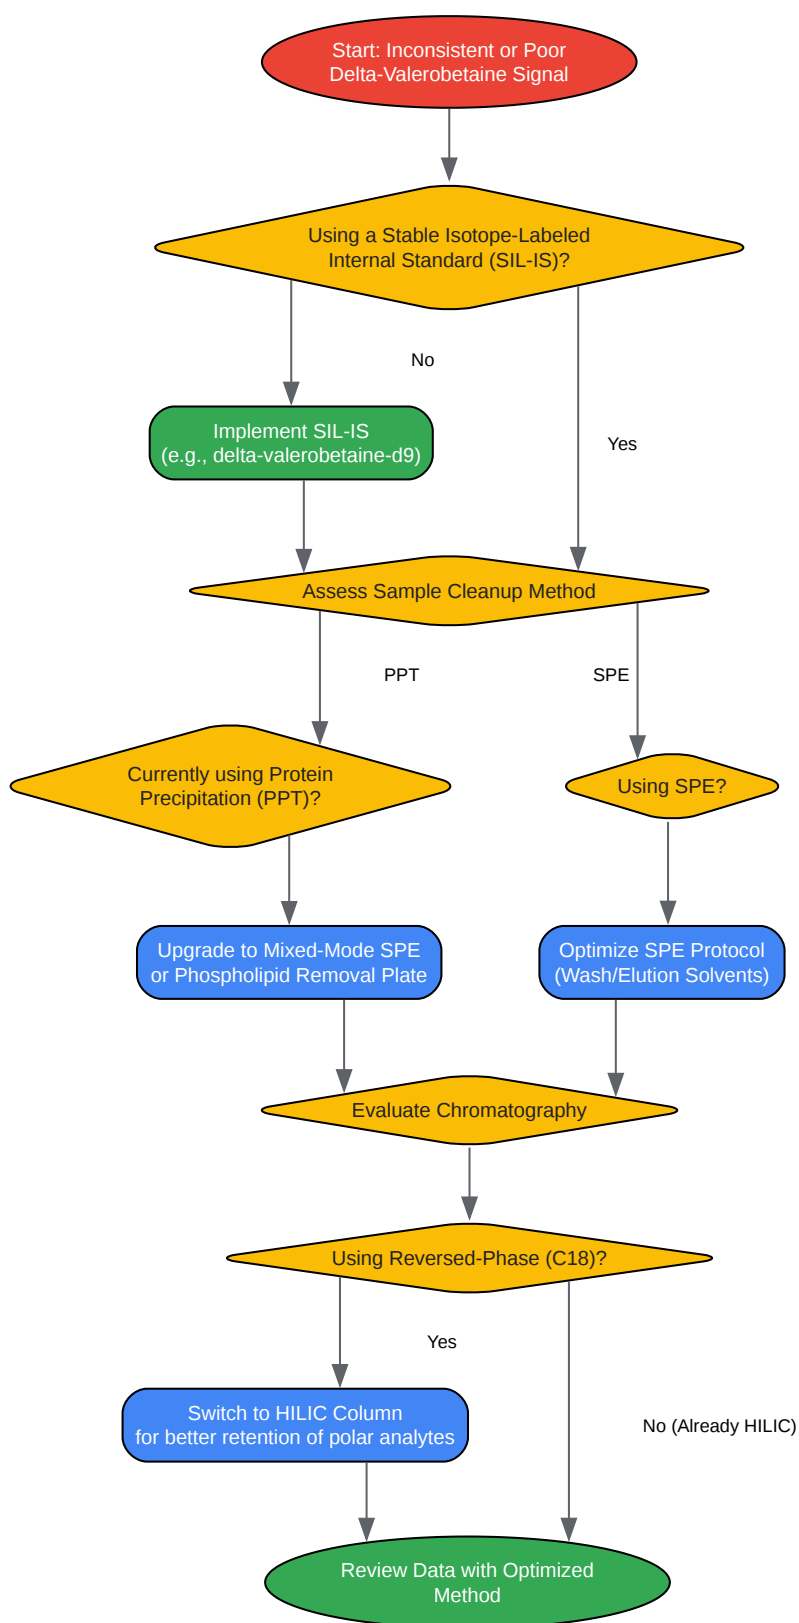 Start: Inconsistent or Poor
Delta-Valerobetaine Signal
Using a Stable Isotope-Labeled
Internal Standard (SIL-IS)?
No
Implement SIL-IS
(e.g., delta-valerobetaine-d9)
Yes
Assess Sample Cleanup Method
PPT
SPE
Currently using Protein
Precipitation (PPT)?
Using SPE?
Upgrade to Mixed-Mode SPE
or Phospholipid Removal Plate
Optimize SPE Protocol
(Wash/Elution Solvents)
Evaluate Chromatography
Using Reversed-Phase (C18)?
Yes
Switch to HILIC Column
for better retention of polar analytes
No (Already HILIC)
Review Data with Optimized
Method